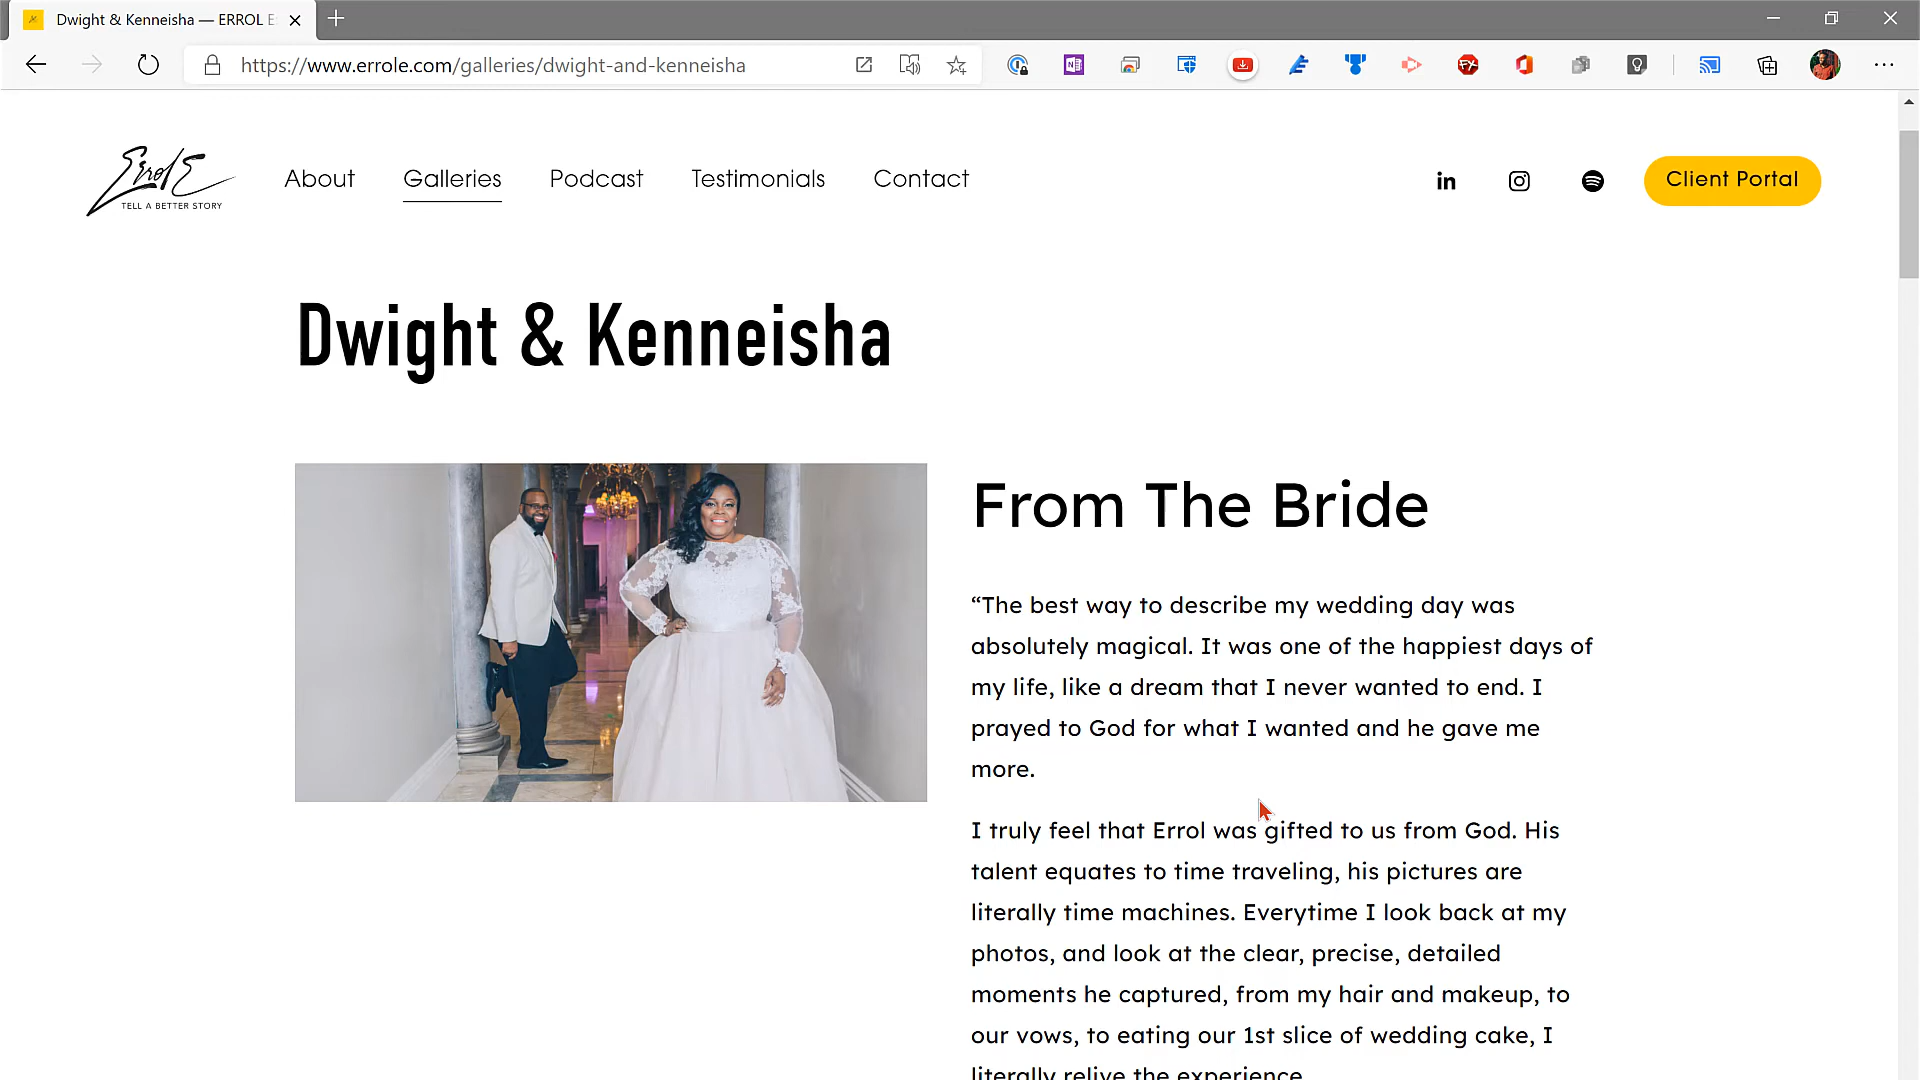 Dwight & Kenneisha — ERROL E
https://www.errole.com/galleries/dwight-and-kenneisha
Errol E
TELL A BETTER STORY
About
Galleries
Podcast
Testimonials
Contact
in
Client Portal
Dwight & Kenneisha
From The Bride
“The best way to describe my wedding day was
absolutely magical. It was one of the happiest days of
my life, like a dream that I never wanted to end. I
prayed to God for what I wanted and he gave me
more.
I truly feel that Errol was gifted to us from God. His
talent equates to time traveling, his pictures are
literally time machines. Everytime I look back at my
photos, and look at the clear, precise, detailed
moments he captured, from my hair and makeup, to
our vows, to eating our 1st slice of wedding cake, I
literally relive the experience.